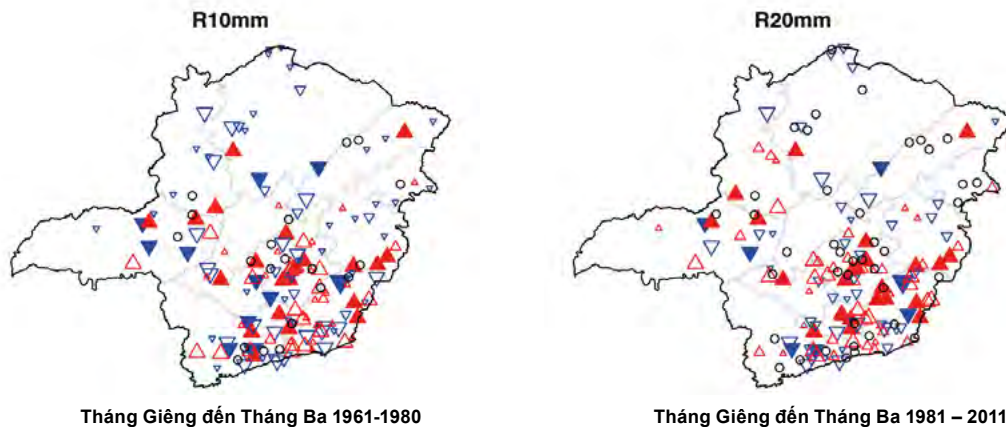 R10mm
R20mm
Tháng Giêng đến Tháng Ba 1961-1980
Tháng Giêng đến Tháng Ba 1981 – 2011